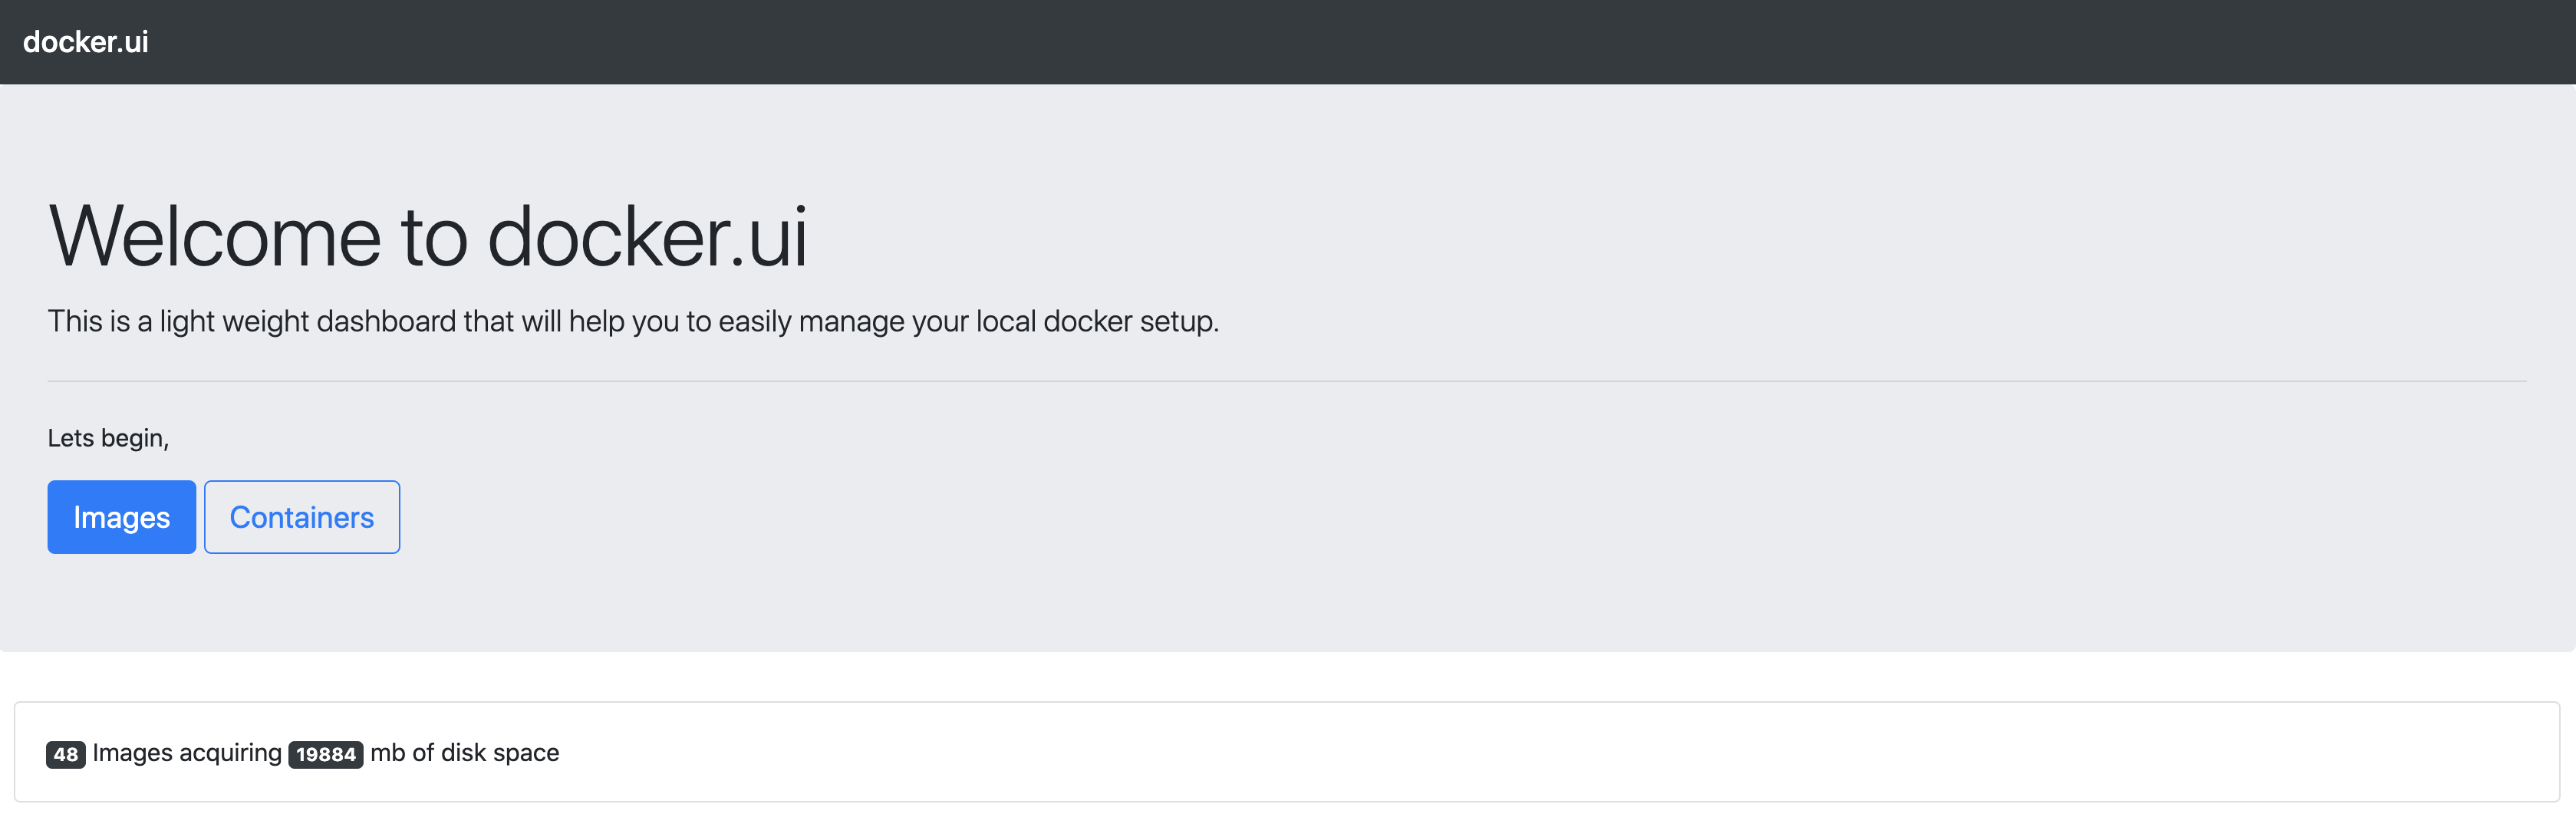 docker.ui
Welcome to docker.ui
This is a light weight dashboard that will help you to easily manage your local docker setup.
Lets begin,
Images Containers
48 Images acquiring 19884 mb of disk space